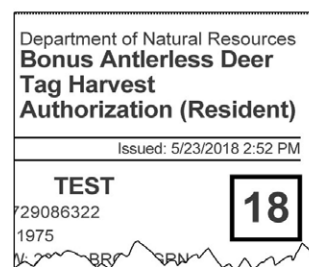 Department of Natural Resources
Bonus Antlerless Deer
Tag Harvest
Authorization (Resident)
Issued: 5/23/2018 2:52 PM
TEST
18
729086322
1975